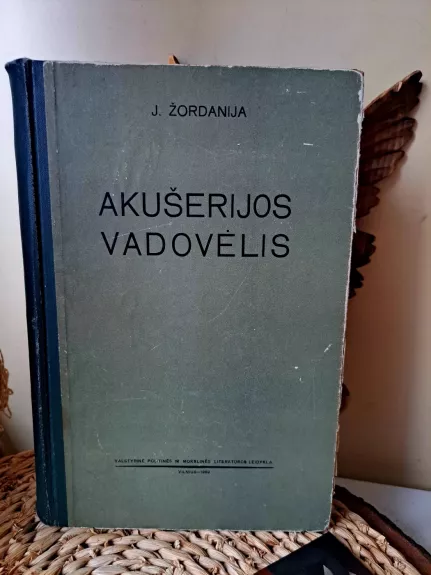 J. ŽORDANIJA
AKUŠERIJOS
VADOVĖLIS
VALSTYBINĖ POLITINĖS IR MOKSLINĖS LITERATŪROS LEIDYKLA